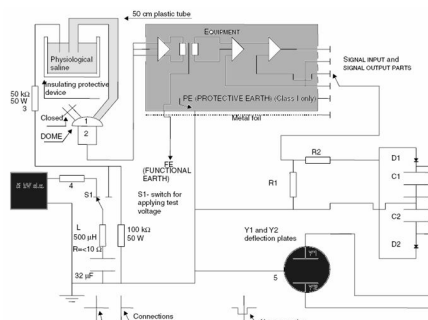 50 cm plastic tube
EQUIPMENT
Physiological
saline
SIGNAL INPUT and
SIGNAL OUTPUT PARTS
Insulating protective
device
50 kΩ
50 W
3
Closed
1
2
DOME
PE (PROTECTIVE EARTH) (Class I only)
Metal foil
FE
(FUNCTIONAL
EARTH)
R2
R1
D1
C1
C2
D2
4
S1
S1- switch for
applying test
voltage
L
500 μH
R=<10 Ω
100 kΩ
50 W
32 μF
Y1 and Y2
deflection plates
Y1
Y2
5
Connections